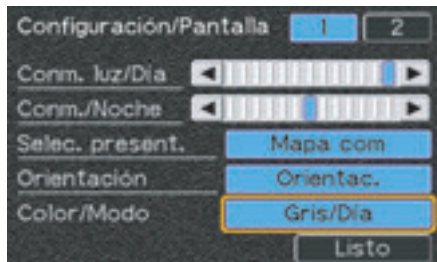 Configuración/Pantalla 1 2
Conm. luz/Día
Conm./Noche
Selec. present. Mapa com
Orientación Orientac.
Color/Modo Gris/Día
Listo